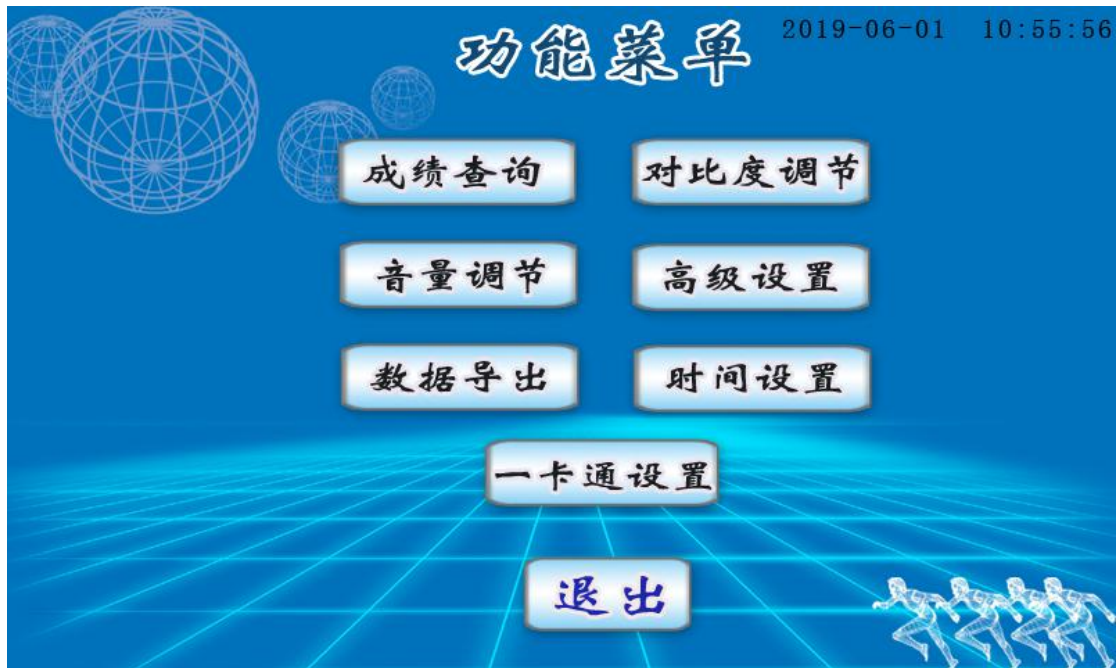 功能菜单 2019-06-01 10:55:56
成绩查询 对比度调节
音量调节 高级设置
数据导出 时间设置
一卡通设置
退出